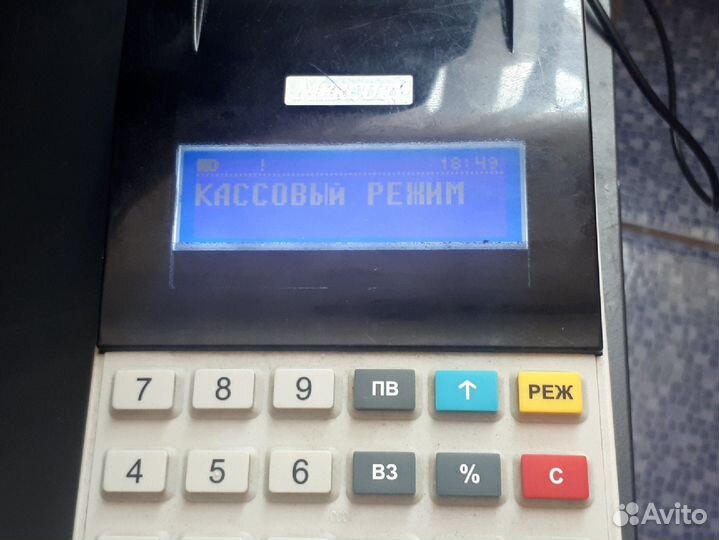 ! 18:49
КАССОВЫй РЕЖИМ
7 8 9 ПВ ↑ РЕЖ
4 5 6 ВЗ % С
Avito